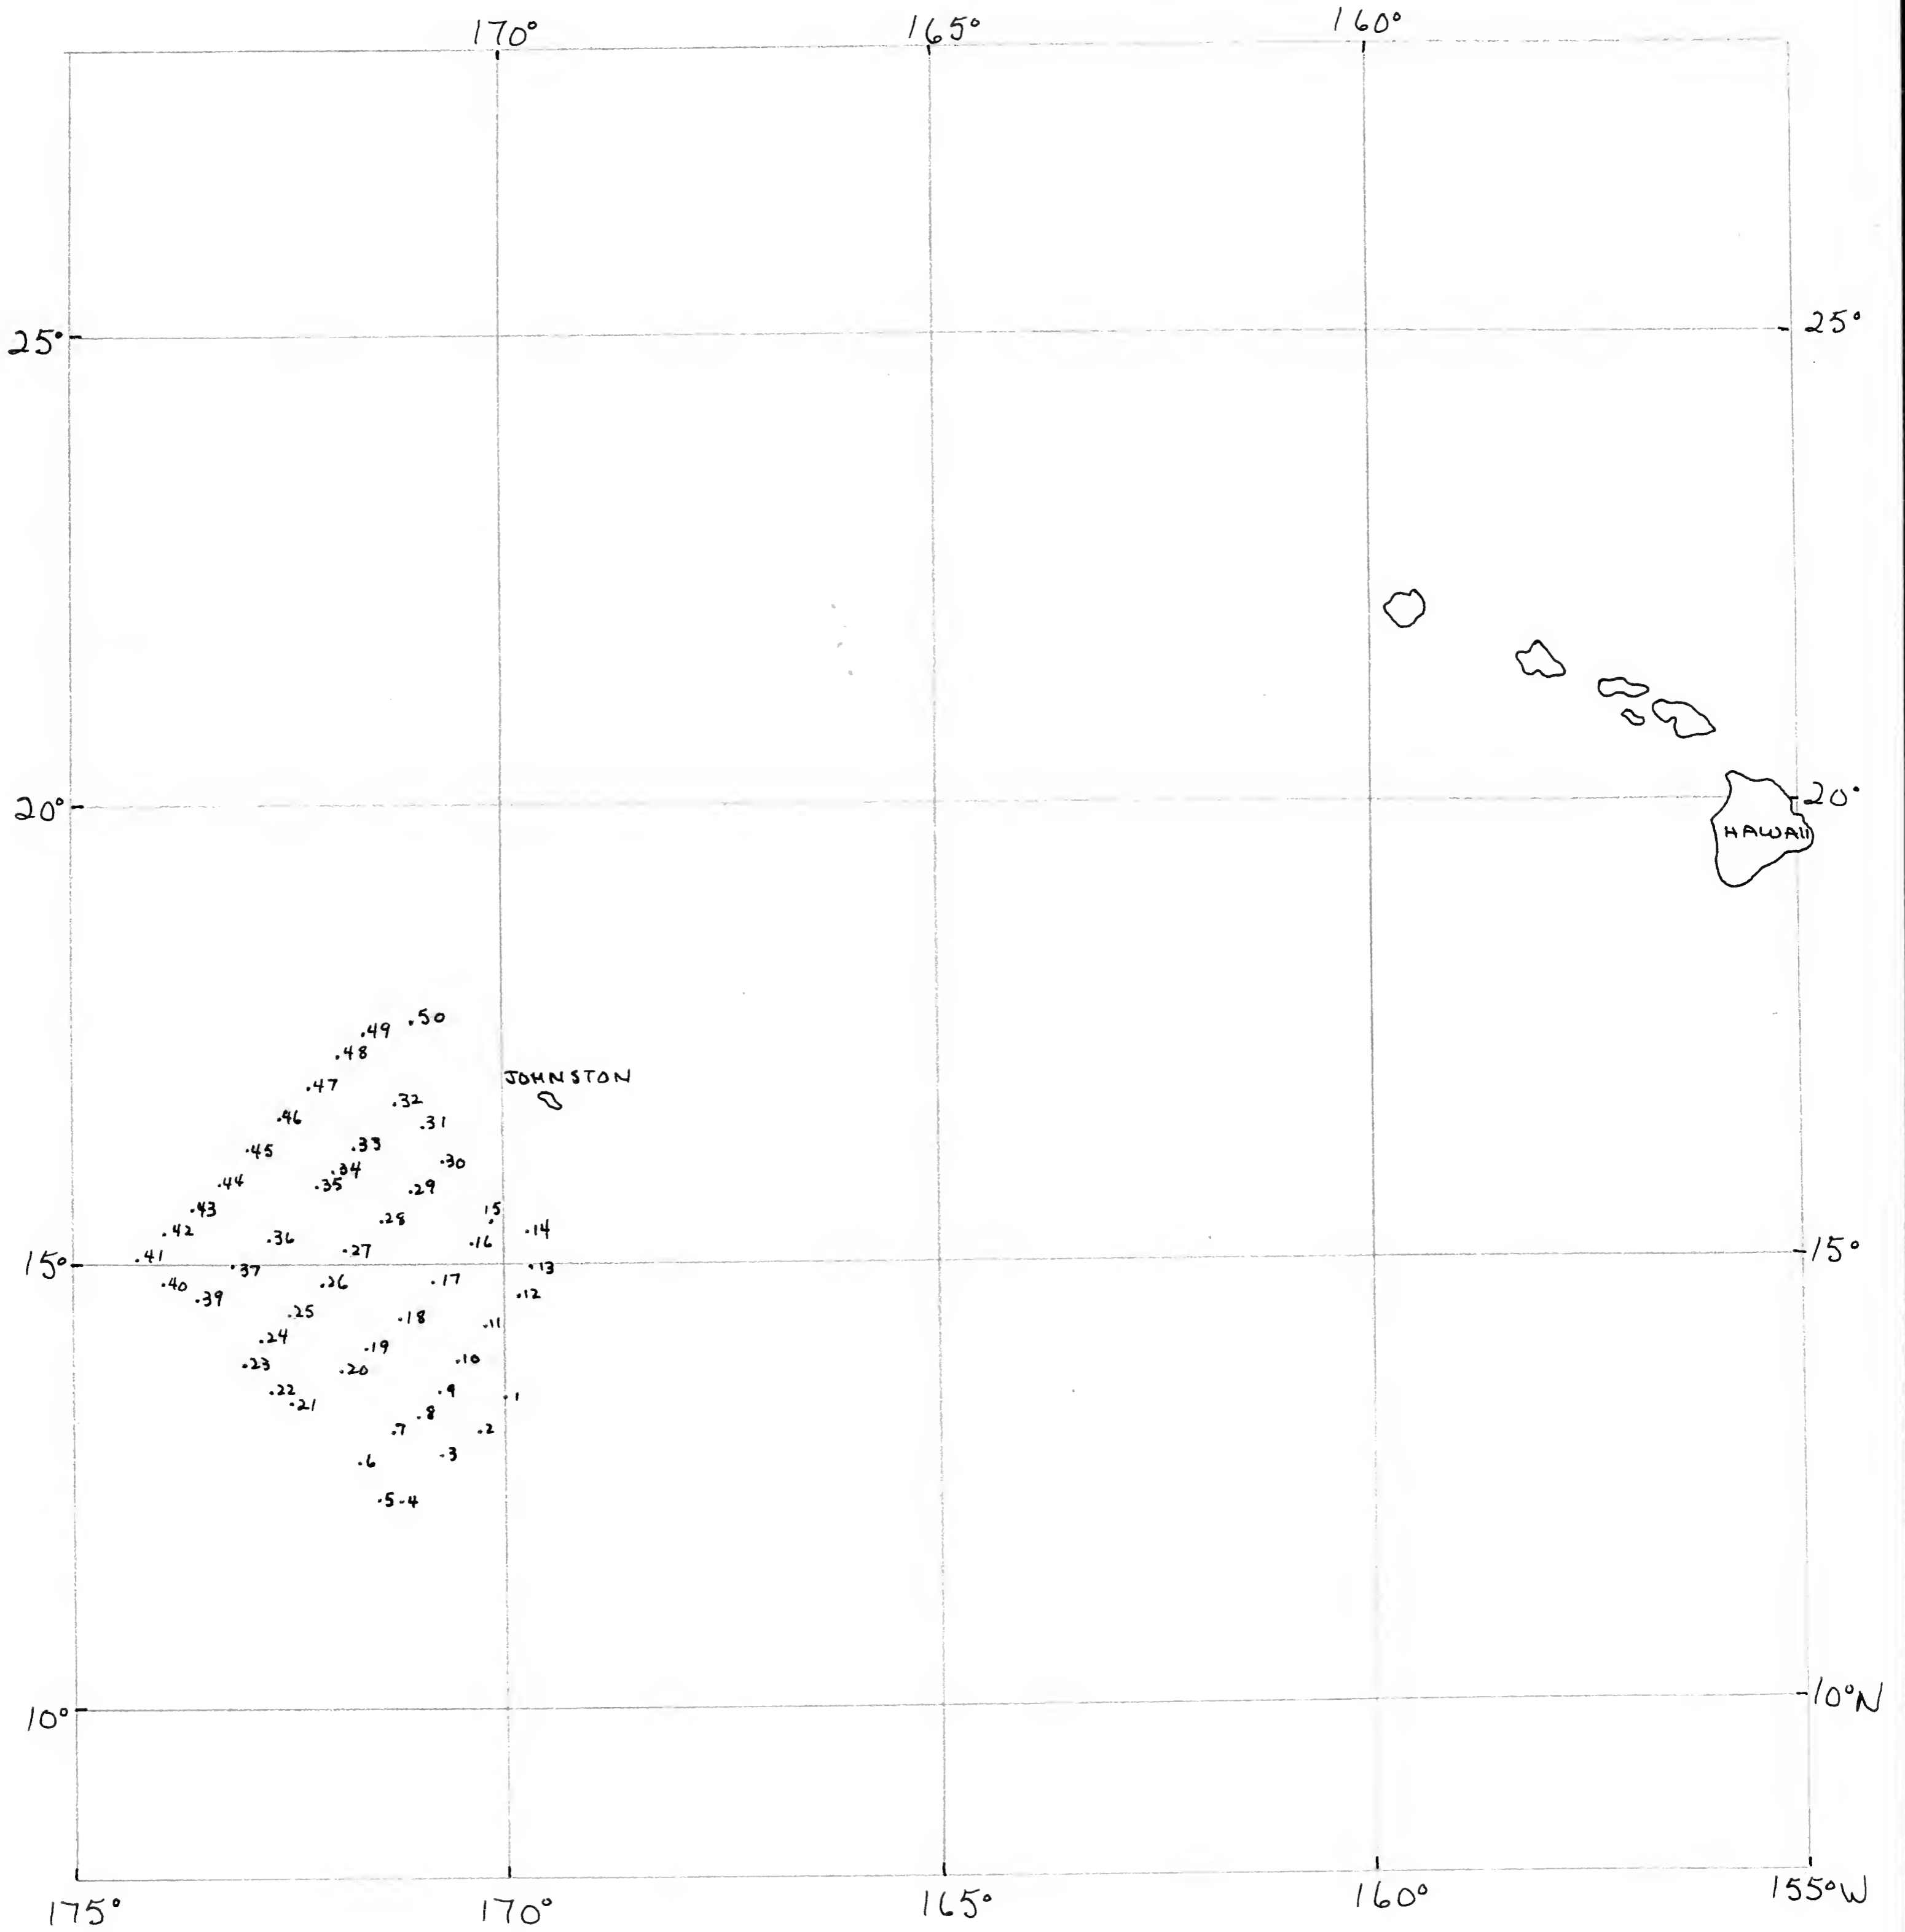 170° 165° 160°
25° 25°
20° 20°
HAWAII
.50
.49
.48
JOHNSTON
.47
.32
.46
.31
.33
.45
.30
.34
.44 .35 .29
.43 15
.28
.42 .36 .16 .14
.41 .27
15° .37 .13 15°
.40 .26 .17
.39 .12
.25 .18 .11
.24
.19
.23 .20 .10
.22 .9 .1
.21
.8
.7 .2
.6 .3
.5 .4
10° 10°N
175° 170° 165° 160° 155°W